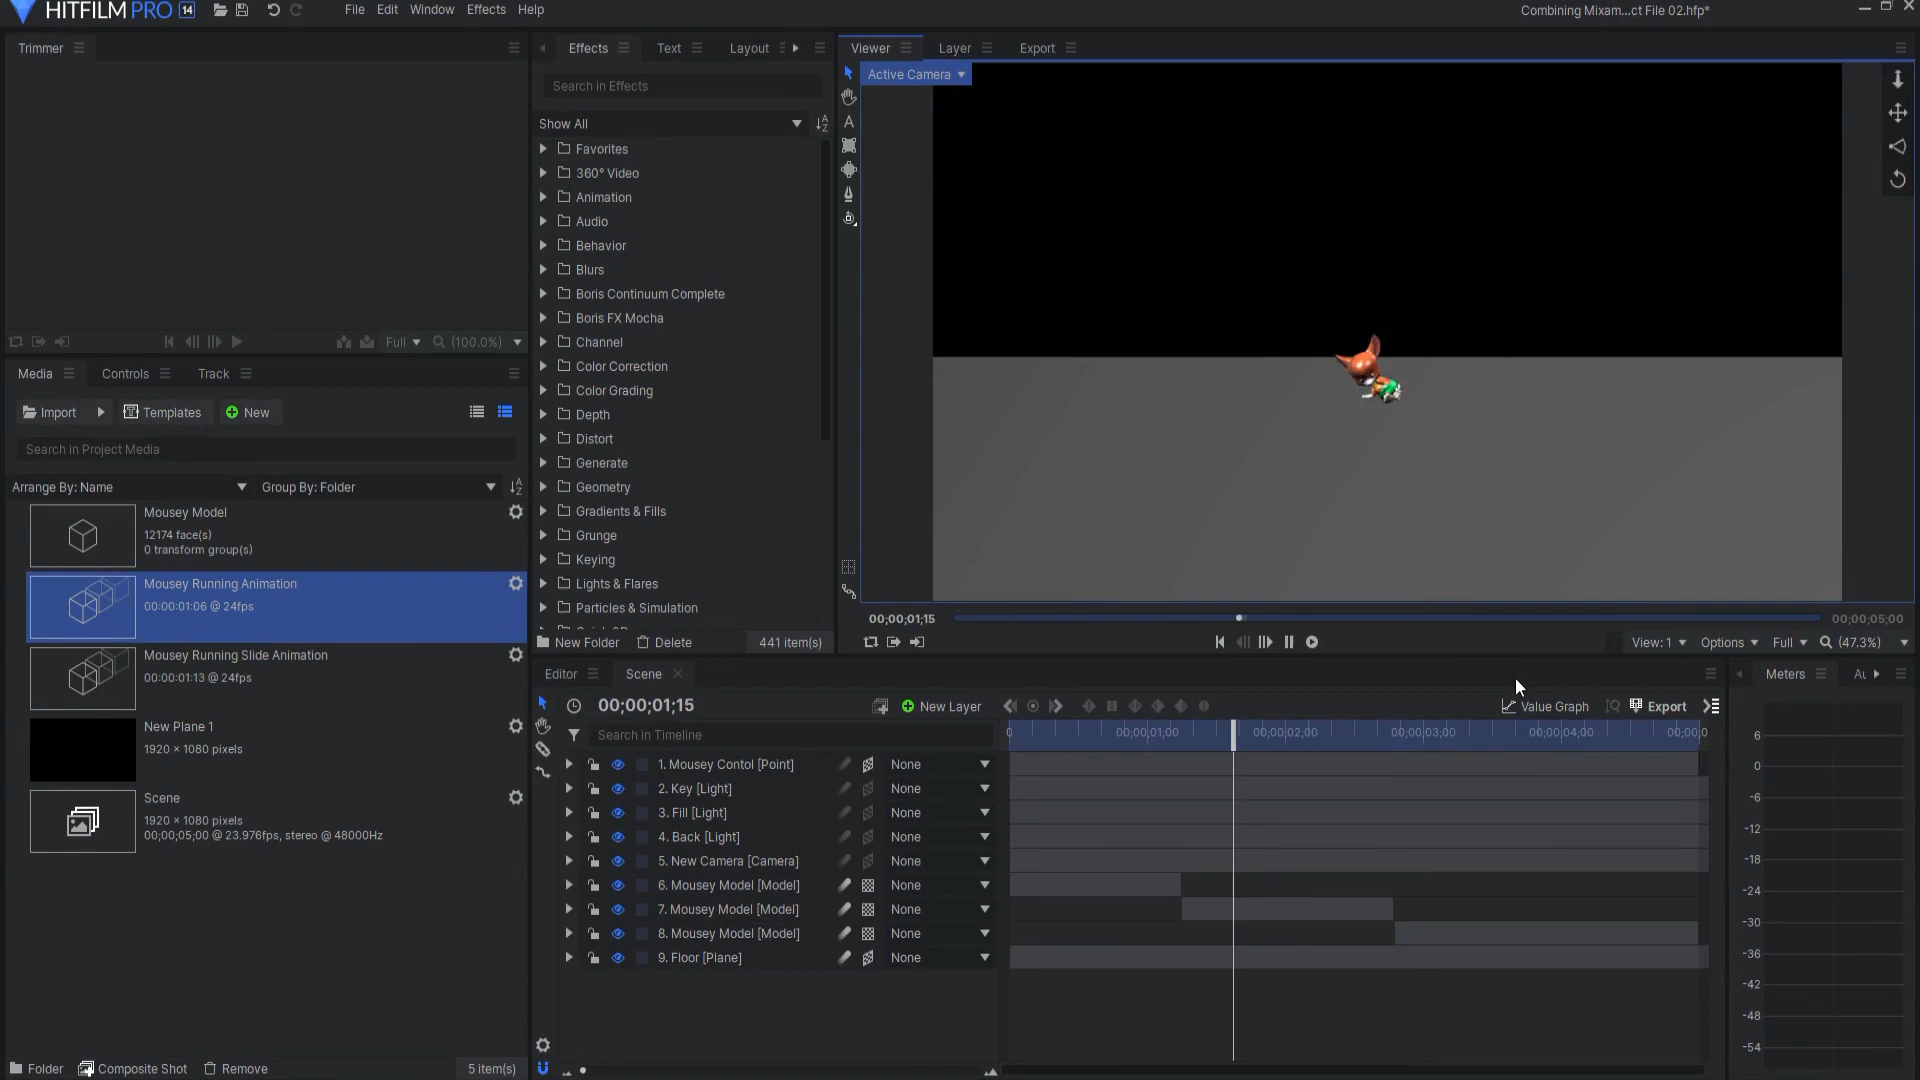 HITFILM PRO 14
File Edit Window Effects Help
Combining Mixam...ct File 02.hfp*
Trimmer
Effects Text Layout
Viewer Layer Export
Search in Effects
Active Camera
Show All
Favorites
360° Video
Animation
Audio
Behavior
Blurs
Boris Continuum Complete
Boris FX Mocha
Channel
Color Correction
Color Grading
Depth
Distort
Generate
Geometry
Gradients & Fills
Grunge
Keying
Lights & Flares
Particles & Simulation
New Folder Delete 441 item(s)
Full (100.0%)
Media Controls Track
Import Templates New
Search in Project Media
Arrange By: Name Group By: Folder
Mousey Model
12174 face(s)
0 transform group(s)
Mousey Running Animation
00:00:01:06 @ 24fps
Mousey Running Slide Animation
00:00:01:13 @ 24fps
New Plane 1
1920 × 1080 pixels
Scene
1920 × 1080 pixels
00;00;05;00 @ 23.976fps, stereo @ 48000Hz
Folder Composite Shot Remove 5 item(s)
00;00;01;15 00;00;05;00
View: 1 Options Full (47.3%)
Editor Scene
00;00;01;15 New Layer
Value Graph Export
Search in Timeline
0 00;00;01;00 00;00;02;00 00;00;03;00 00;00;04;00 00;00;0
1. Mousey Contol [Point] None
2. Key [Light] None
3. Fill [Light] None
4. Back [Light] None
5. New Camera [Camera] None
6. Mousey Model [Model] None
7. Mousey Model [Model] None
8. Mousey Model [Model] None
9. Floor [Plane] None
Meters
6
0
-6
-12
-18
-24
-30
-36
-42
-48
-54